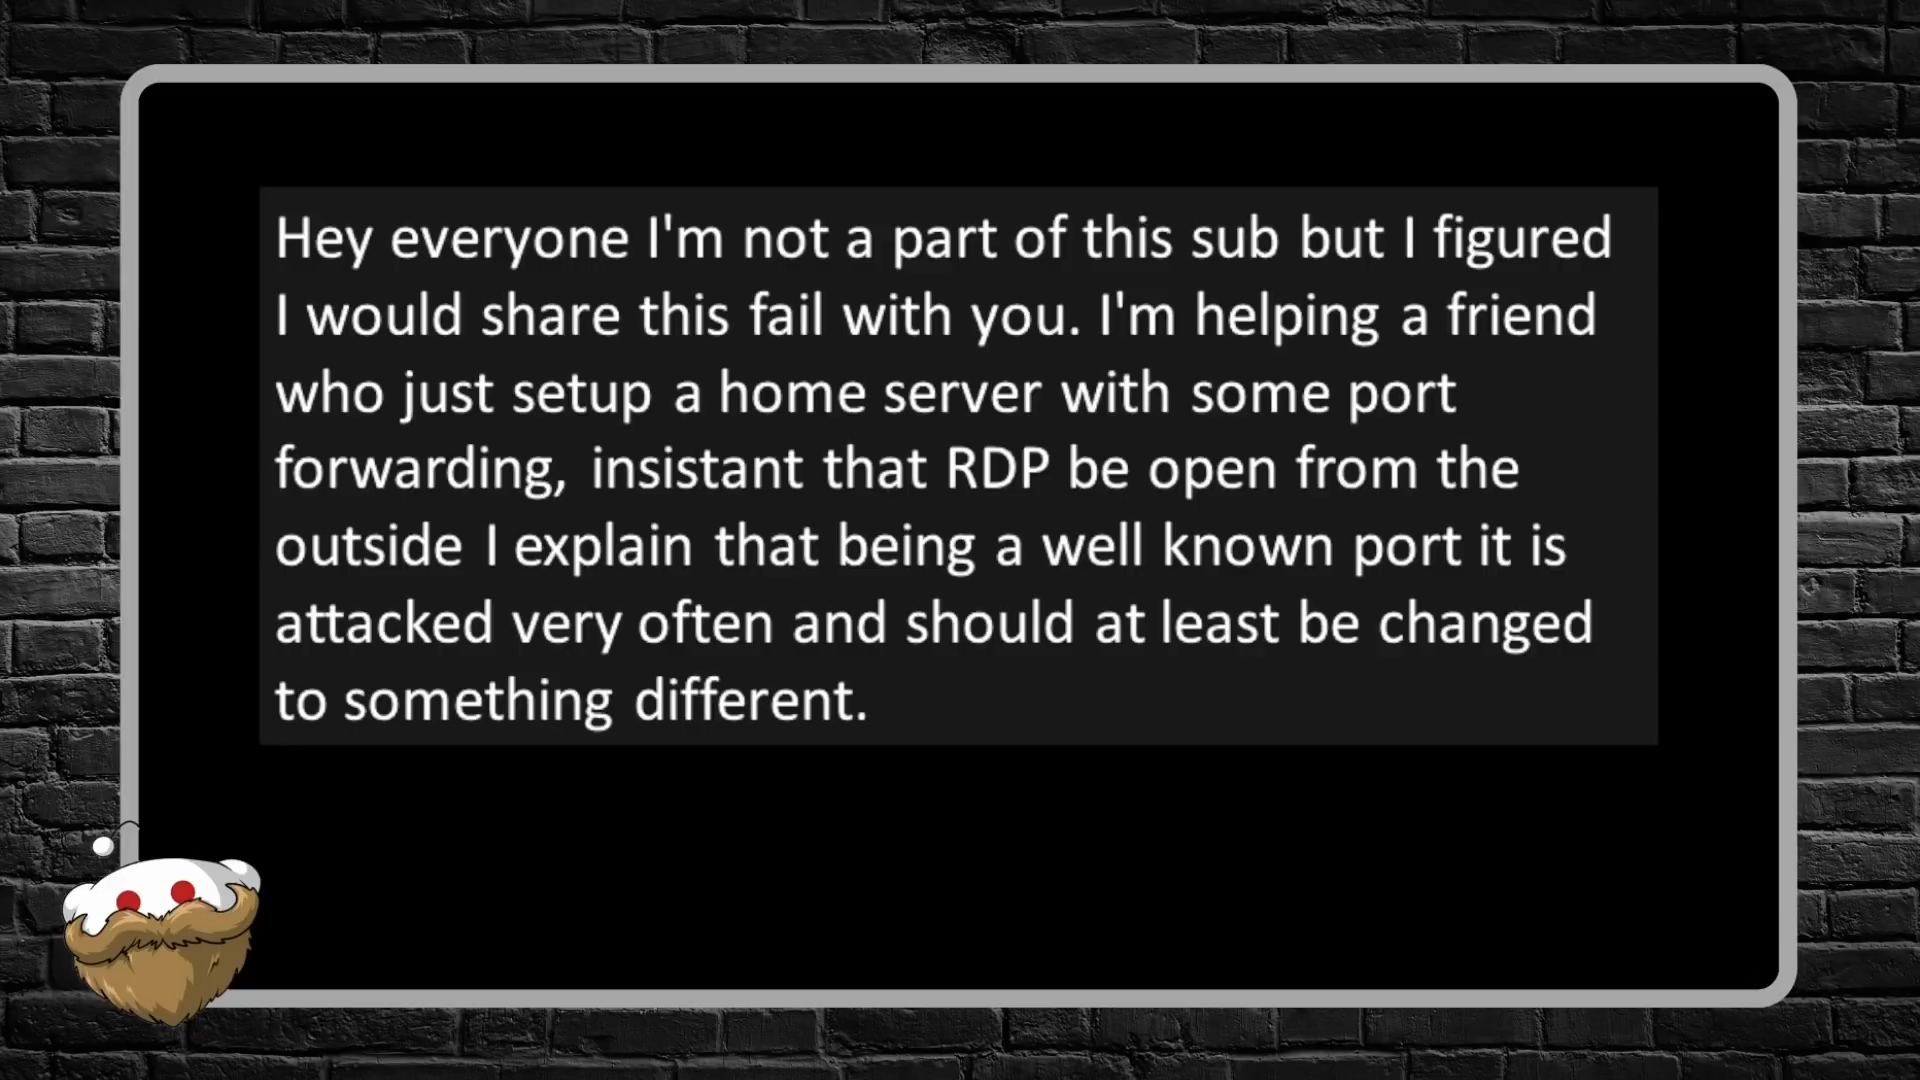 Hey everyone I'm not a part of this sub but I figured
I would share this fail with you. I'm helping a friend
who just setup a home server with some port
forwarding, insistant that RDP be open from the
outside I explain that being a well known port it is
attacked very often and should at least be changed
to something different.